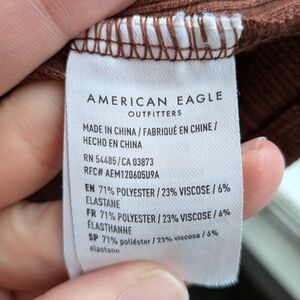 AMERICAN EAGLE
OUTFITTERS
MADE IN CHINA / FABRIQUÉ EN CHINE /
HECHO EN CHINA
RN 54485 / CA 03873
RFC# AEM120605U9A
EN 71% POLYESTER / 23% VISCOSE / 6%
ELASTANE
FR 71% POLYESTER / 23% VISCOSE / 6%
ÉLASTHANNE
SP 71% poliéster / 23% viscosa / 6%
elastano